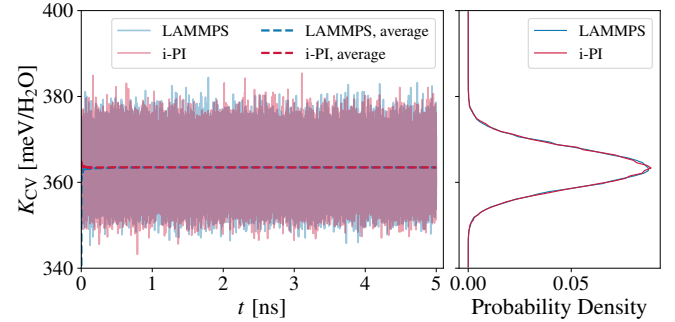 LAMMPS
i-PI
LAMMPS, average
i-PI, average
LAMMPS
i-PI
400
380
360
340
K_CV [meV/H₂O]
0 1 2 3 4 5
t [ns]
0.00 0.05
Probability Density